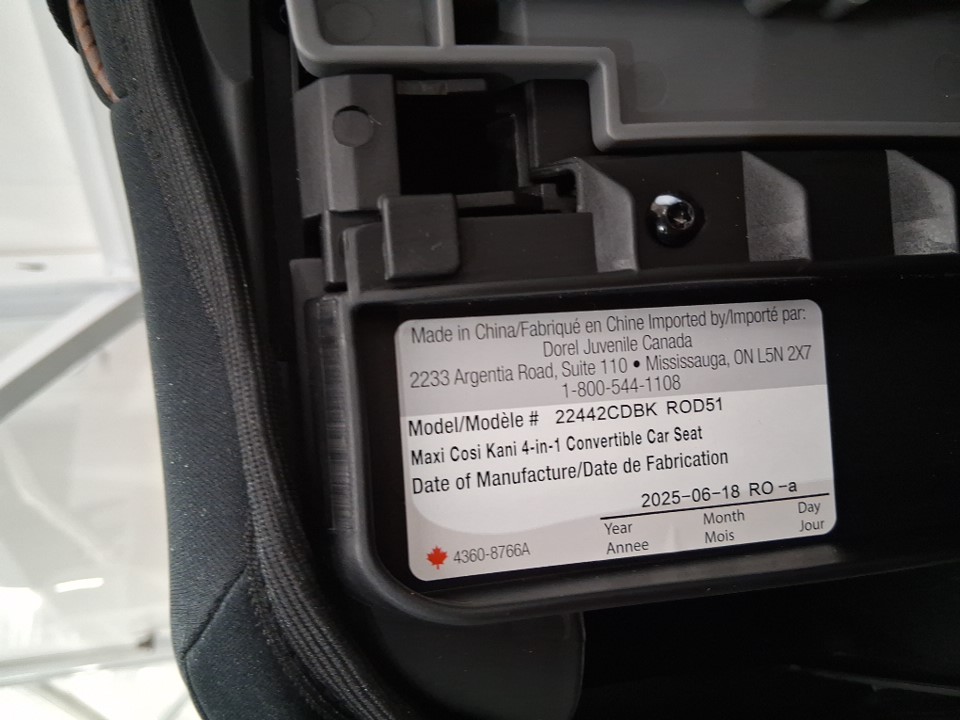 Made in China/Fabriqué en Chine Imported by/Importé par:
Dorel Juvenile Canada
2233 Argentia Road, Suite 110 • Mississauga, ON L5N 2X7
1-800-544-1108
Model/Modèle # 22442CDBK ROD51
Maxi Cosi Kani 4-in-1 Convertible Car Seat
Date of Manufacture/Date de Fabrication
2025-06-18 RO -a
Year Month Day
Annee Mois Jour
4360-8766A